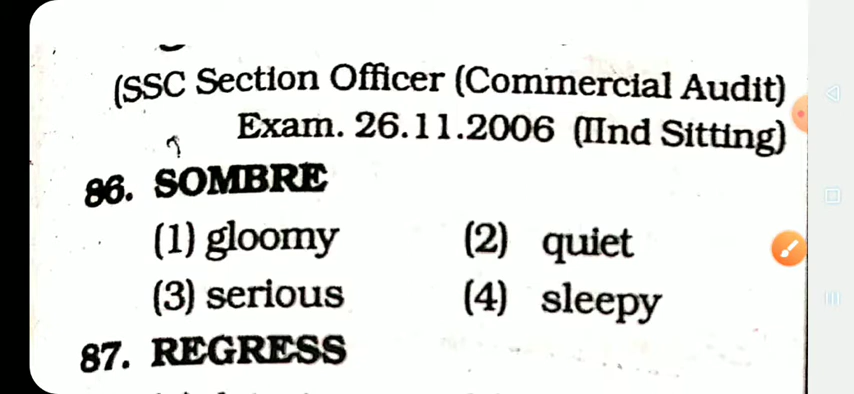 (SSC Section Officer (Commercial Audit)
Exam. 26.11.2006 (IInd Sitting)
86. SOMBRE
(1) gloomy (2) quiet
(3) serious (4) sleepy
87. REGRESS